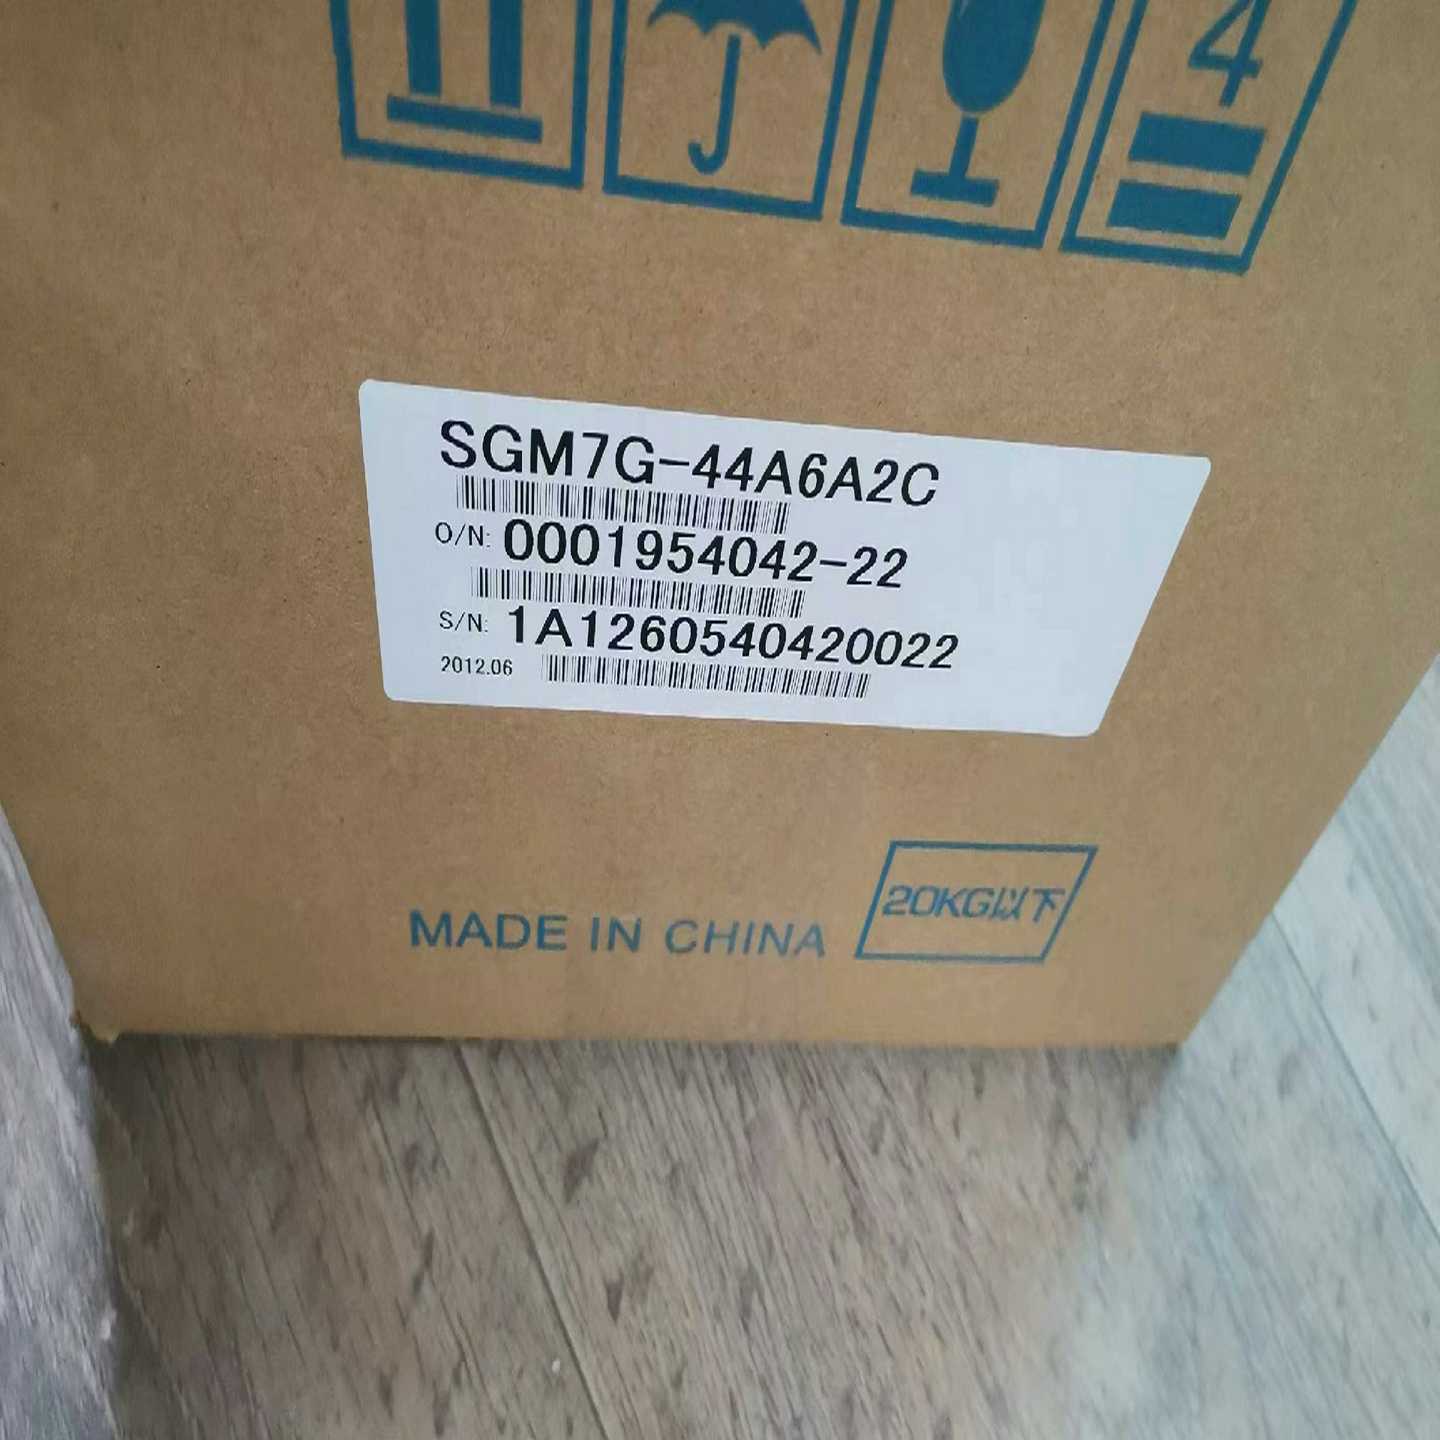 4
SGM7G-44A6A2C
O/N: 0001954042-22
S/N: 1A1260540420022
2012.06
MADE IN CHINA
20KG以下